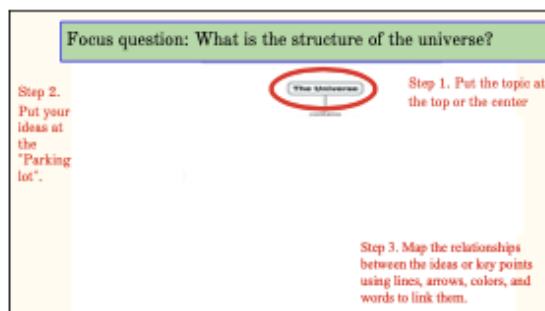 Focus question: What is the structure of the universe?
The Universe
Step 1. Put the topic at
the top or the center
Step 2.
Put your
ideas at
the
"Parking
lot".
Step 3. Map the relationships
between the ideas or key points
using lines, arrows, colors, and
words to link them.